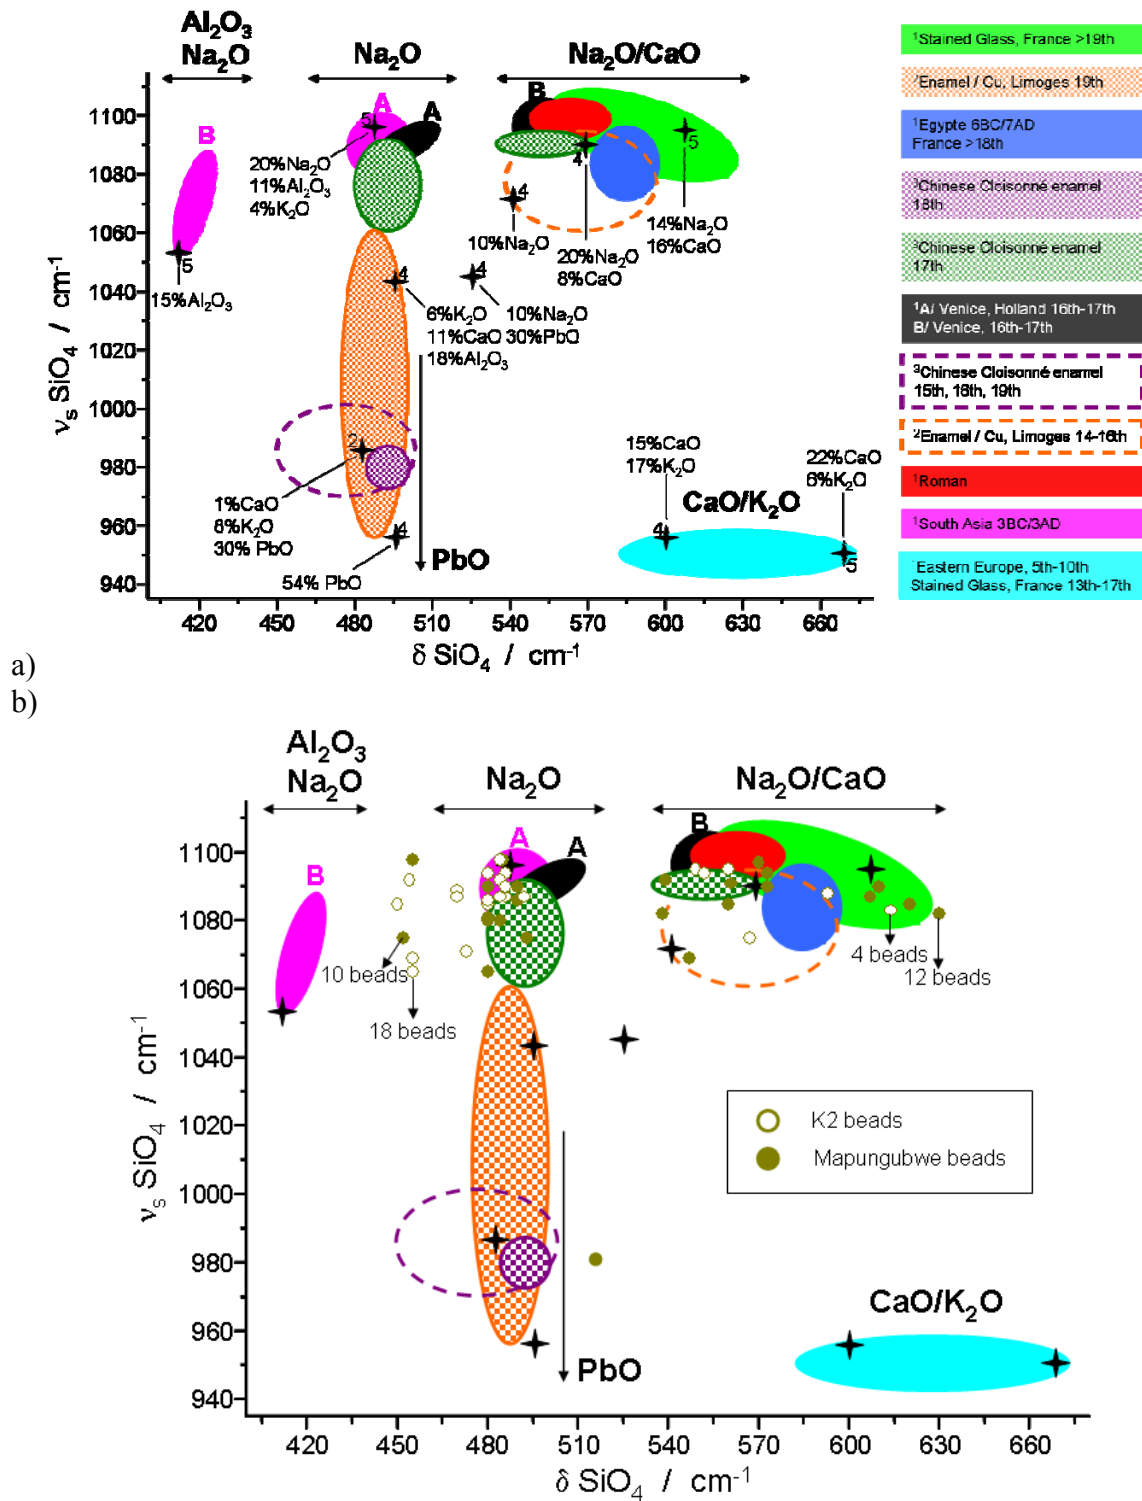 Al₂O₃
Na₂O
Na₂O
Na₂O/CaO
1100
1080
1060
1040
1020
1000
980
960
940
νs SiO₄ / cm⁻¹
B
A
A
B
5
20%Na₂O
11%Al₂O₃
4%K₂O
5
15%Al₂O₃
4
10%Na₂O
4
20%Na₂O
8%CaO
5
14%Na₂O
16%CaO
4
6%K₂O
11%CaO
18%Al₂O₃
4
10%Na₂O
30%PbO
2
1%CaO
8%K₂O
30% PbO
4
54% PbO
PbO
15%CaO
17%K₂O
22%CaO
6%K₂O
CaO/K₂O
4
5
420
450
480
510
540
570
600
630
660
δ SiO₄ / cm⁻¹
¹Stained Glass, France >19th
²Enamel / Cu, Limoges 19th
¹Egypte 6BC/7AD
France >18th
³Chinese Cloisonné enamel
18th
³Chinese Cloisonné enamel
17th
¹A/ Venice, Holland 16th-17th
B/ Venice, 16th-17th
³Chinese Cloisonné enamel
15th, 16th, 19th
²Enamel / Cu, Limoges 14-16th
¹Roman
¹South Asia 3BC/3AD
Eastern Europe, 5th-10th
Stained Glass, France 13th-17th
a)
b)
Al₂O₃
Na₂O
Na₂O
Na₂O/CaO
1100
1080
1060
1040
1020
1000
980
960
940
νs SiO₄ / cm⁻¹
B
A
A
B
10 beads
18 beads
4 beads
12 beads
K2 beads
Mapungubwe beads
CaO/K₂O
PbO
420
450
480
510
540
570
600
630
660
δ SiO₄ / cm⁻¹